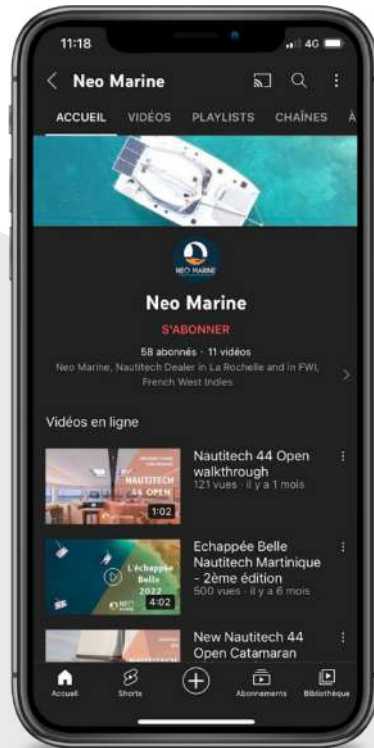 11:18
4G
Neo Marine
ACCUEIL VIDÉOS PLAYLISTS CHAÎNES À
NEO MARINE
Neo Marine
S'ABONNER
58 abonnés · 11 vidéos
Neo Marine, Nautitech Dealer in La Rochelle and in FWI,
French West Indies
Vidéos en ligne
NAUTITECH
44 OPEN
1:02
Nautitech 44 Open
walkthrough
121 vues · il y a 1 mois
L'échappée
Belle
2022
NEO
4:02
Echappée Belle
Nautitech Martinique
- 2ème édition
500 vues · il y a 6 mois
New Nautitech 44
Open Catamaran
Accueil
Shorts
Abonnements
Bibliothèque